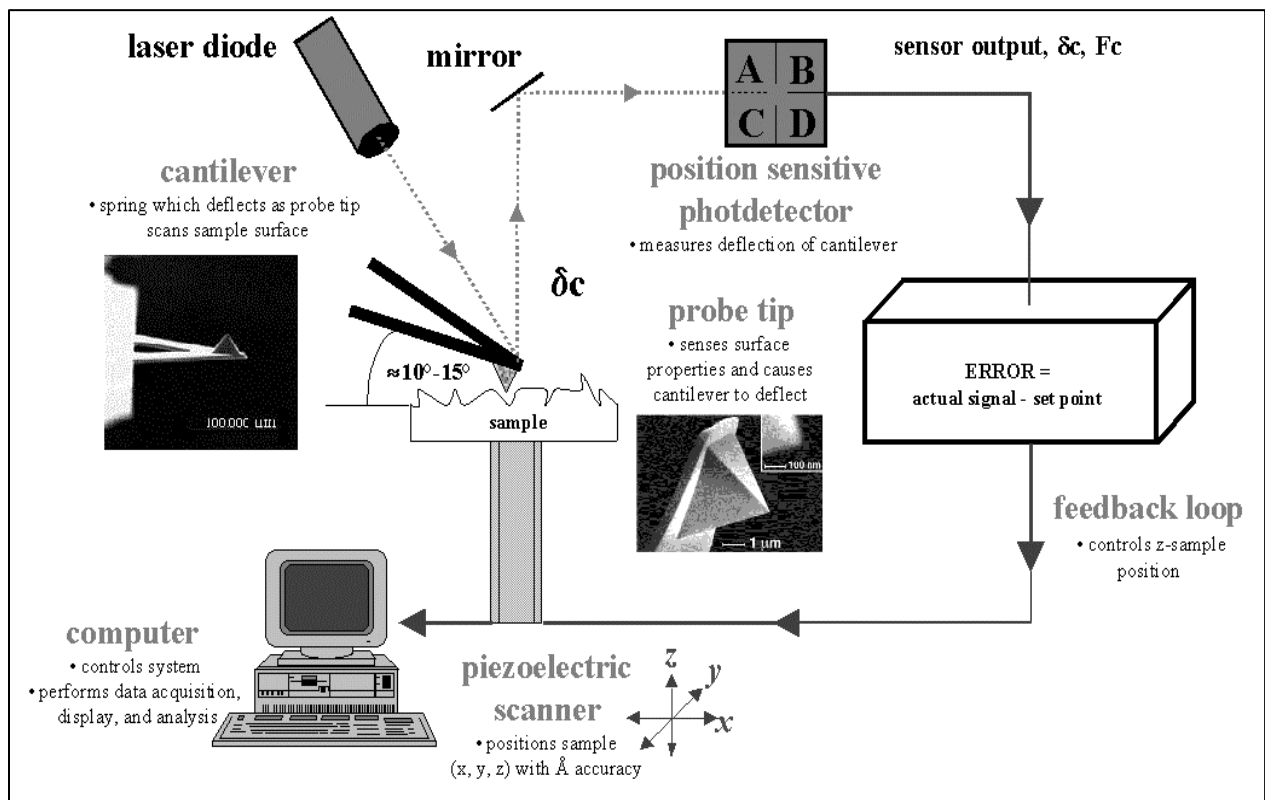 laser diode
mirror
A B
C D
sensor output, δc, Fc
cantilever
• spring which deflects as probe tip
scans sample surface
100.000 µm
position sensitive
photdetector
• measures deflection of cantilever
δc
≈10°-15°
sample
probe tip
• senses surface
properties and causes
cantilever to deflect
100 nm
1 µm
ERROR =
actual signal - set point
feedback loop
• controls z-sample
position
computer
• controls system
• performs data acquisition,
display, and analysis
piezoelectric
scanner
• positions sample
(x, y, z) with Å accuracy
z
y
x